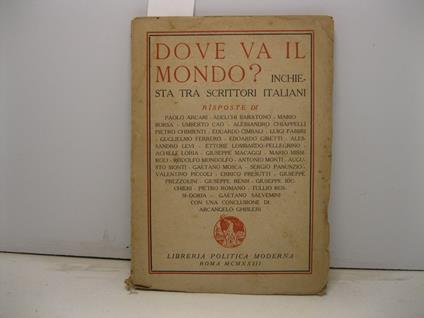 DOVE VA IL
MONDO? INCHIE-
STA TRA SCRITTORI ITALIANI
RISPOSTE DI
PAOLO ARCARI - ADELCHI BARATONO - MARIO
BORSA - UMBERTO CAO - ALESSANDRO CHIAPPELLI
PIETRO CHIMIENTI - EDUARDO CIMBALI - LUIGI FABBRI
GUGLIELMO FERRERO - EDOARDO GIRETTI - ALES-
SANDRO LEVI - ETTORE LOMBARDO-PELLEGRINO -
ACHILLE LORIA - GIUSEPPE MACAGGI - MARIO MISSI
ROLI - RODOLFO MONDOLFO - ANTONIO MONTI, AUGU-
STO MONTI - GAETANO MOSCA - SERGIO PANUNZIO -
VALENTINO PICCOLI - ERRICO PRESUTTI - GIUSEPPE
PREZZOLINI - GIUSEPPE RENSI - GIUSEPPE RIC-
CHIERI - PIETRO ROMANO - TULLIO ROS-
SI-DORIA - GAETANO SALVEMINI
CON UNA CONCLUSIONE DI
ARCANGELO GHISLERI
LIBRERIA POLITICA MODERNA
ROMA MCMXXIII